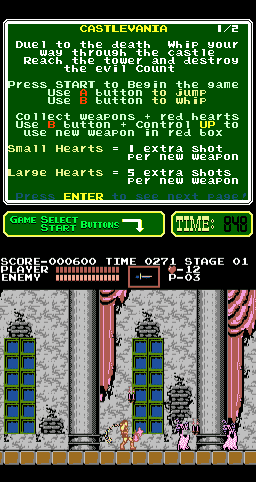 CASTLEVANIA 1/2
Duel to the death. Whip your
way through the castle
Reach the tower and destroy
the evil Count
Press START to Begin the game
Use A button to Jump
Use B button to Whip
Collect weapons + red hearts
Use B button + Control UP to
use new weapon in red box
Small Hearts = 1 extra shot
per new weapon
Large Hearts = 5 extra shots
per new weapon
Press ENTER to see next page!
GAME SELECT
START BUTTONS
TIME:
SCORE-000600 TIME 0271 STAGE 01
PLAYER -12
ENEMY P-03